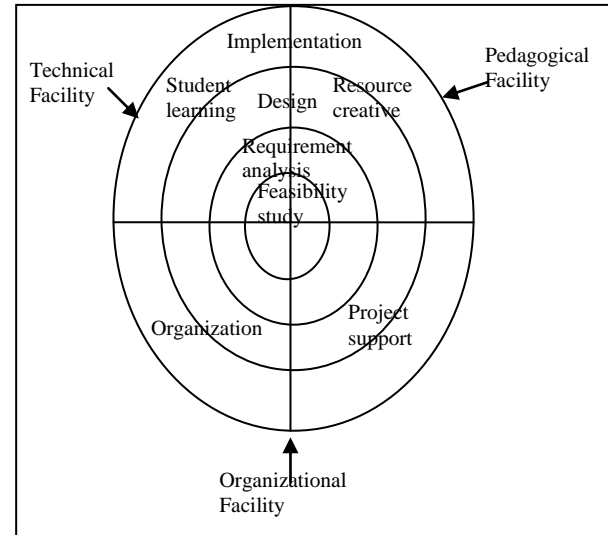 Implementation
Technical
Facility
Pedagogical
Facility
Student
learning
Design
Resource
creative
Requirement
analysis
Feasibility
study
Organization
Project
support
Organizational
Facility